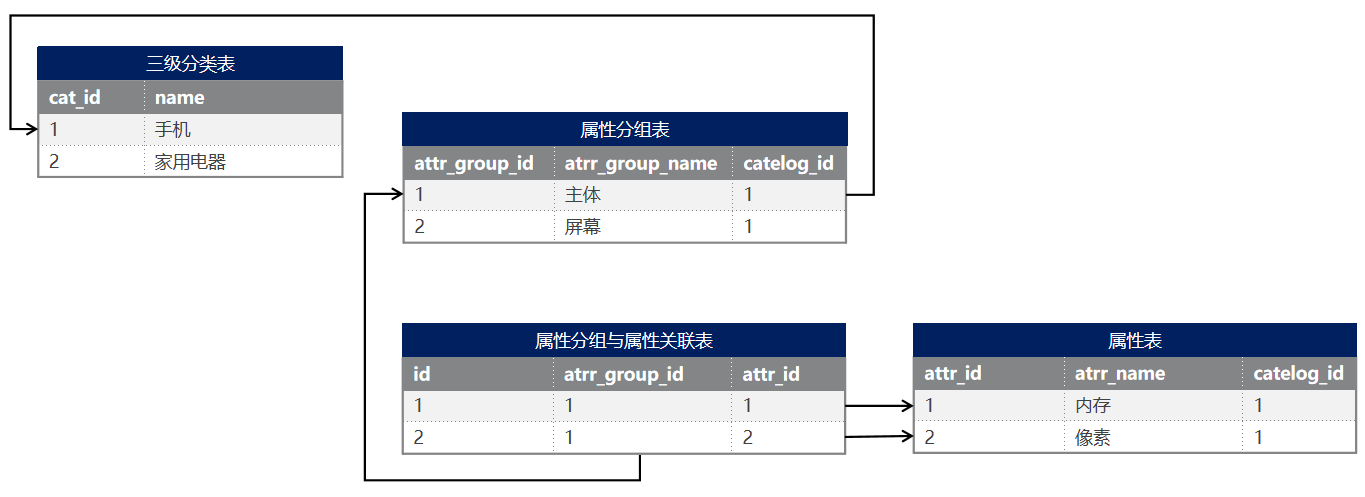 三级分类表
cat_id name
1 手机
2 家用电器
属性分组表
attr_group_id atrr_group_name catelog_id
1 主体 1
2 屏幕 1
属性分组与属性关联表
id atrr_group_id attr_id
1 1 1
2 1 2
属性表
attr_id atrr_name catelog_id
1 内存 1
2 像素 1